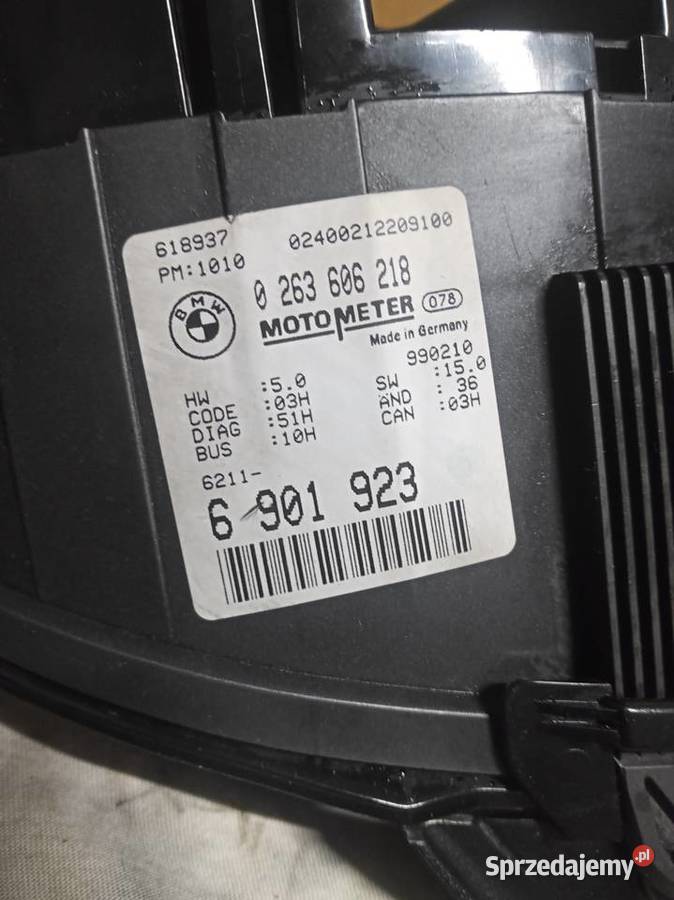 618937 02400212209100
PM:1010
BMW 0 263 606 218
MOTOMETER 078
Made in Germany
990210
HW :5.0 SW :15.0
CODE :03H AND : 36
DIAG :51H CAN :03H
BUS :10H
6211-
6 901 923
Sprzedajemy.pl